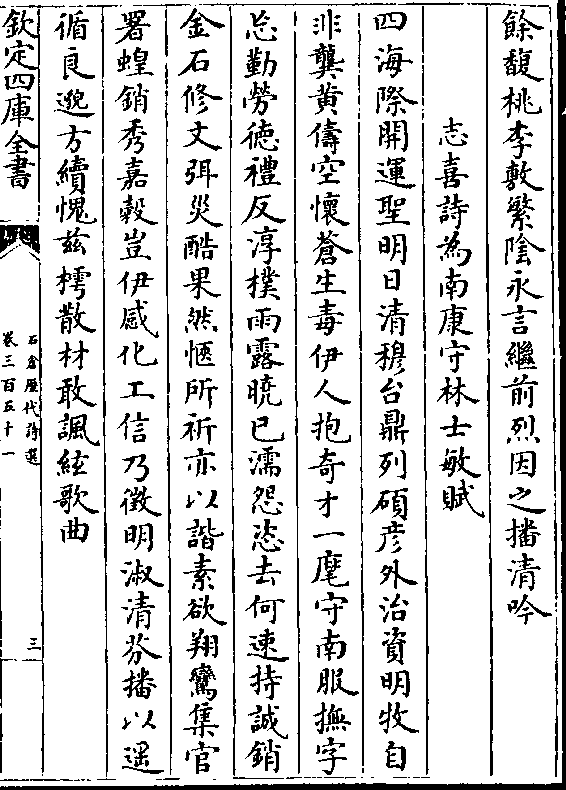 餘馥桃李敷繁陰永言繼前烈因之播清吟
志喜詩為南康守林士敏賦
四海際開運聖明日清穆台鼎列碩彦外治資明牧自
非龔黄儔空懷蒼生毒伊人抱奇才一麾守南服撫字
忘勤勞徳禮反淳樸雨露曉已濡怨恣去何速持誠銷
金石修文弭災酷果然愜所祈亦以諧素欲翔鸞集官
署蝗銷秀嘉穀豈伊感化工信乃徴明淑清芬播以遥
循良邈方續愧兹樗散材敢諷絃歌曲
欽定四庫全書
石倉歴代詩選
卷三百五十一
三